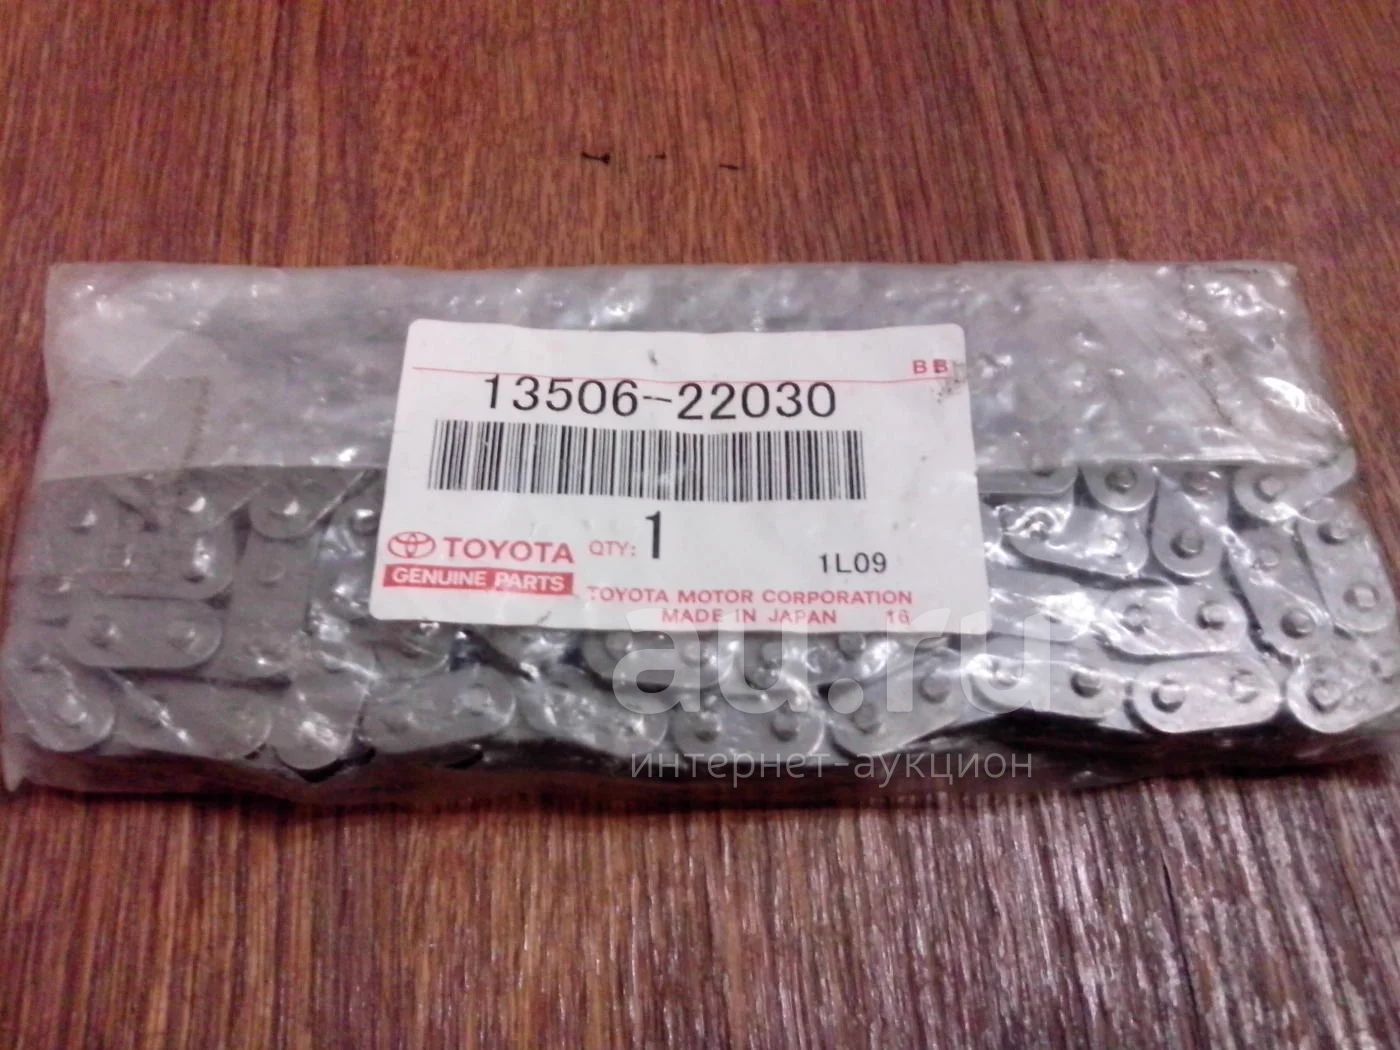 BB
13506-22030
TOYOTA
GENUINE PARTS
QTY: 1
1L09
TOYOTA MOTOR CORPORATION
MADE IN JAPAN 16
au.ru
интернет аукцион